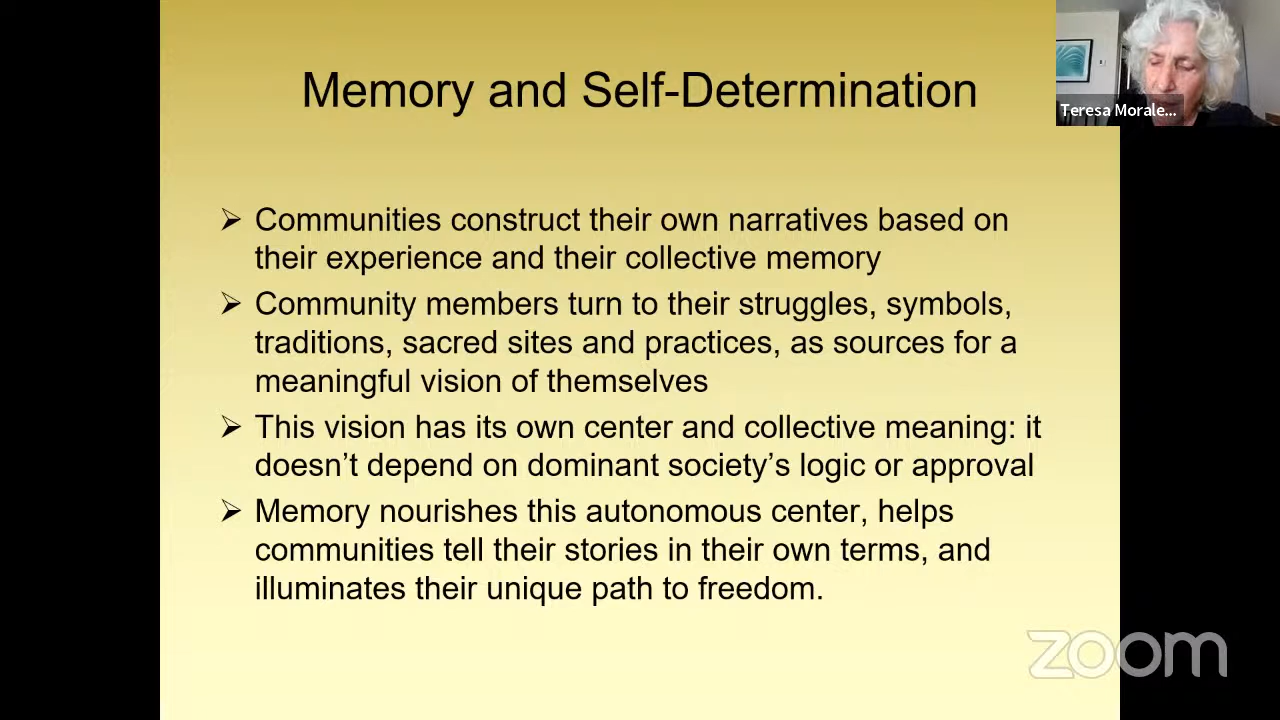 Memory and Self-Determination
Teresa Morale...
Communities construct their own narratives based on
their experience and their collective memory
Community members turn to their struggles, symbols,
traditions, sacred sites and practices, as sources for a
meaningful vision of themselves
This vision has its own center and collective meaning: it
doesn’t depend on dominant society’s logic or approval
Memory nourishes this autonomous center, helps
communities tell their stories in their own terms, and
illuminates their unique path to freedom.
zoom